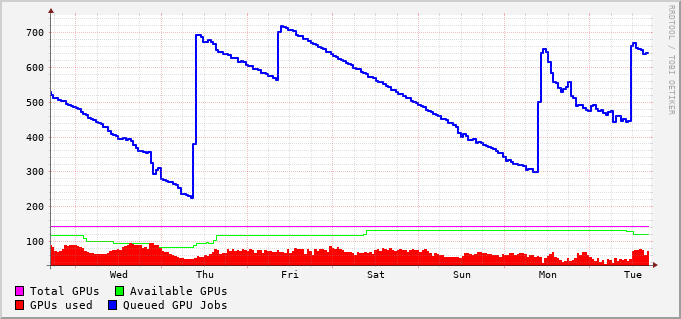 700
600
500
400
300
200
100
Wed Thu Fri Sat Sun Mon Tue
Total GPUs Available GPUs
GPUs used Queued GPU Jobs
RRDTOOL / TOBI OETIKER